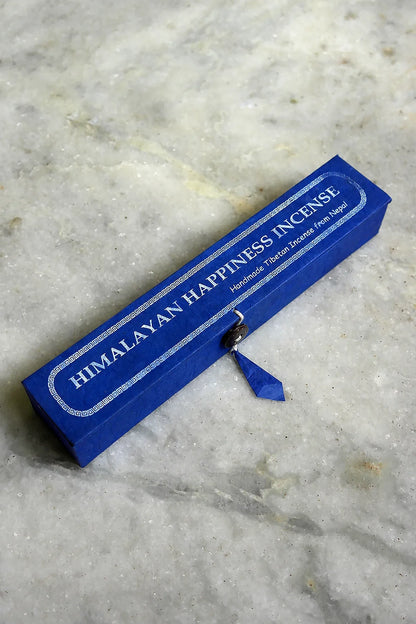 HIMALAYAN HAPPINESS INCENSE
Handmade Tibetan Incense from Nepal